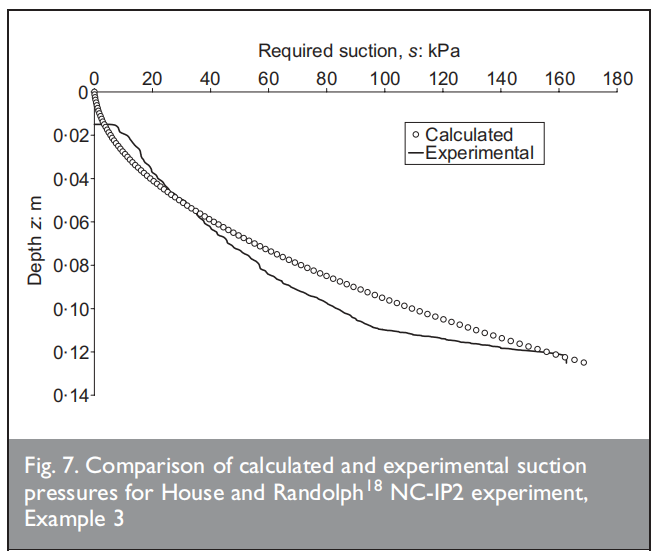 Required suction, s: kPa
0 20 40 60 80 100 120 140 160 180
0
0·02
0·04
0·06
0·08
0·10
0·12
0·14
Depth z: m
Calculated
Experimental
Fig. 7. Comparison of calculated and experimental suction
pressures for House and Randolph18 NC-IP2 experiment,
Example 3